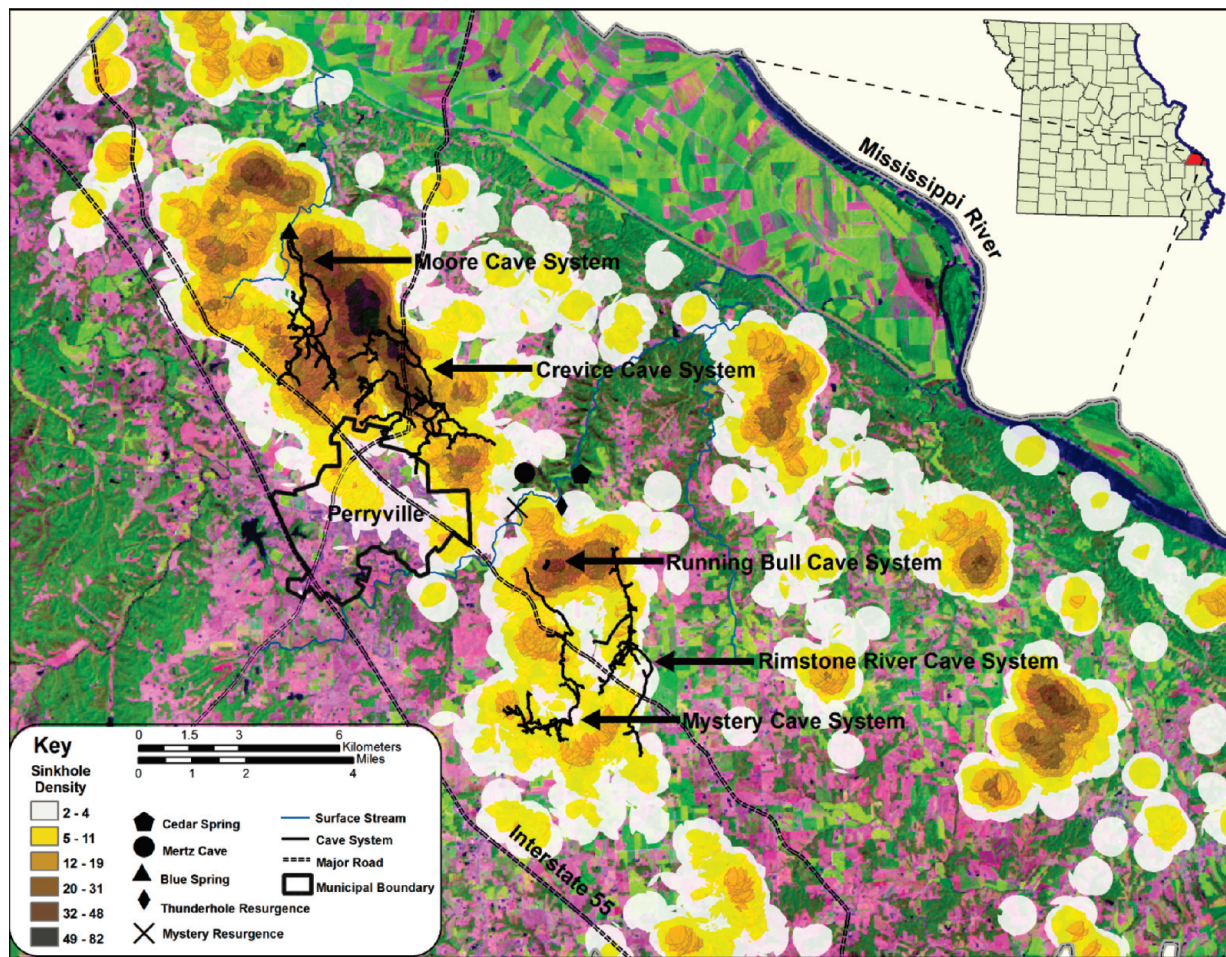 Mississippi River
Moore Cave System
Crevice Cave System
Perryville
Running Bull Cave System
Rimstone River Cave System
Mystery Cave System
Interstate 55
Key
Sinkhole
Density
2 - 4
5 - 11
12 - 19
20 - 31
32 - 48
49 - 82
0 1.5 3 6
Kilometers
Miles
0 1 2 4
Cedar Spring
Mertz Cave
Blue Spring
Thunderhole Resurgence
Mystery Resurgence
Surface Stream
Cave System
Major Road
Municipal Boundary